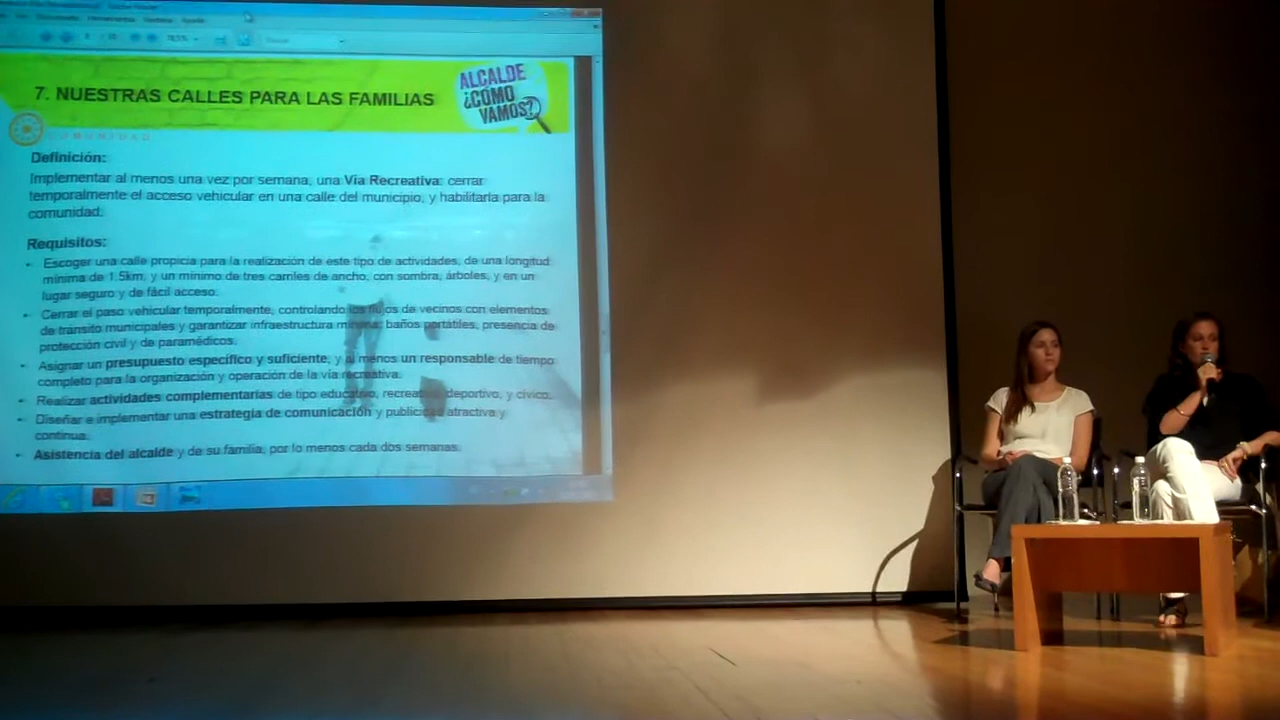 Herramientas Ventana Ayuda
7. NUESTRAS CALLES PARA LAS FAMILIAS
ALCALDE
¿CÓMO
VAMOS?
COMUNIDAD
Definición:
Implementar al menos una vez por semana, una Vía Recreativa: cerrar
temporalmente el acceso vehicular en una calle del municipio, y habilitarla para la
comunidad.
Requisitos:
- Escoger una calle propicia para la realización de este tipo de actividades, de una longitud
mínima de 1.5km, y un mínimo de tres carriles de ancho, con sombra, árboles, y en un
lugar seguro y de fácil acceso.
- Cerrar el paso vehicular temporalmente, controlando los flujos de vecinos con elementos
de tránsito municipales y garantizar infraestructura mínima: baños portátiles, presencia de
protección civil y de paramédicos.
- Asignar un presupuesto específico y suficiente, y al menos un responsable de tiempo
completo para la organización y operación de la vía recreativa.
- Realizar actividades complementarias de tipo educativo, recreativo, deportivo, y cívico.
- Diseñar e implementar una estrategia de comunicación y publicidad atractiva y
continua.
- Asistencia del alcalde y de su familia, por lo menos cada dos semanas.